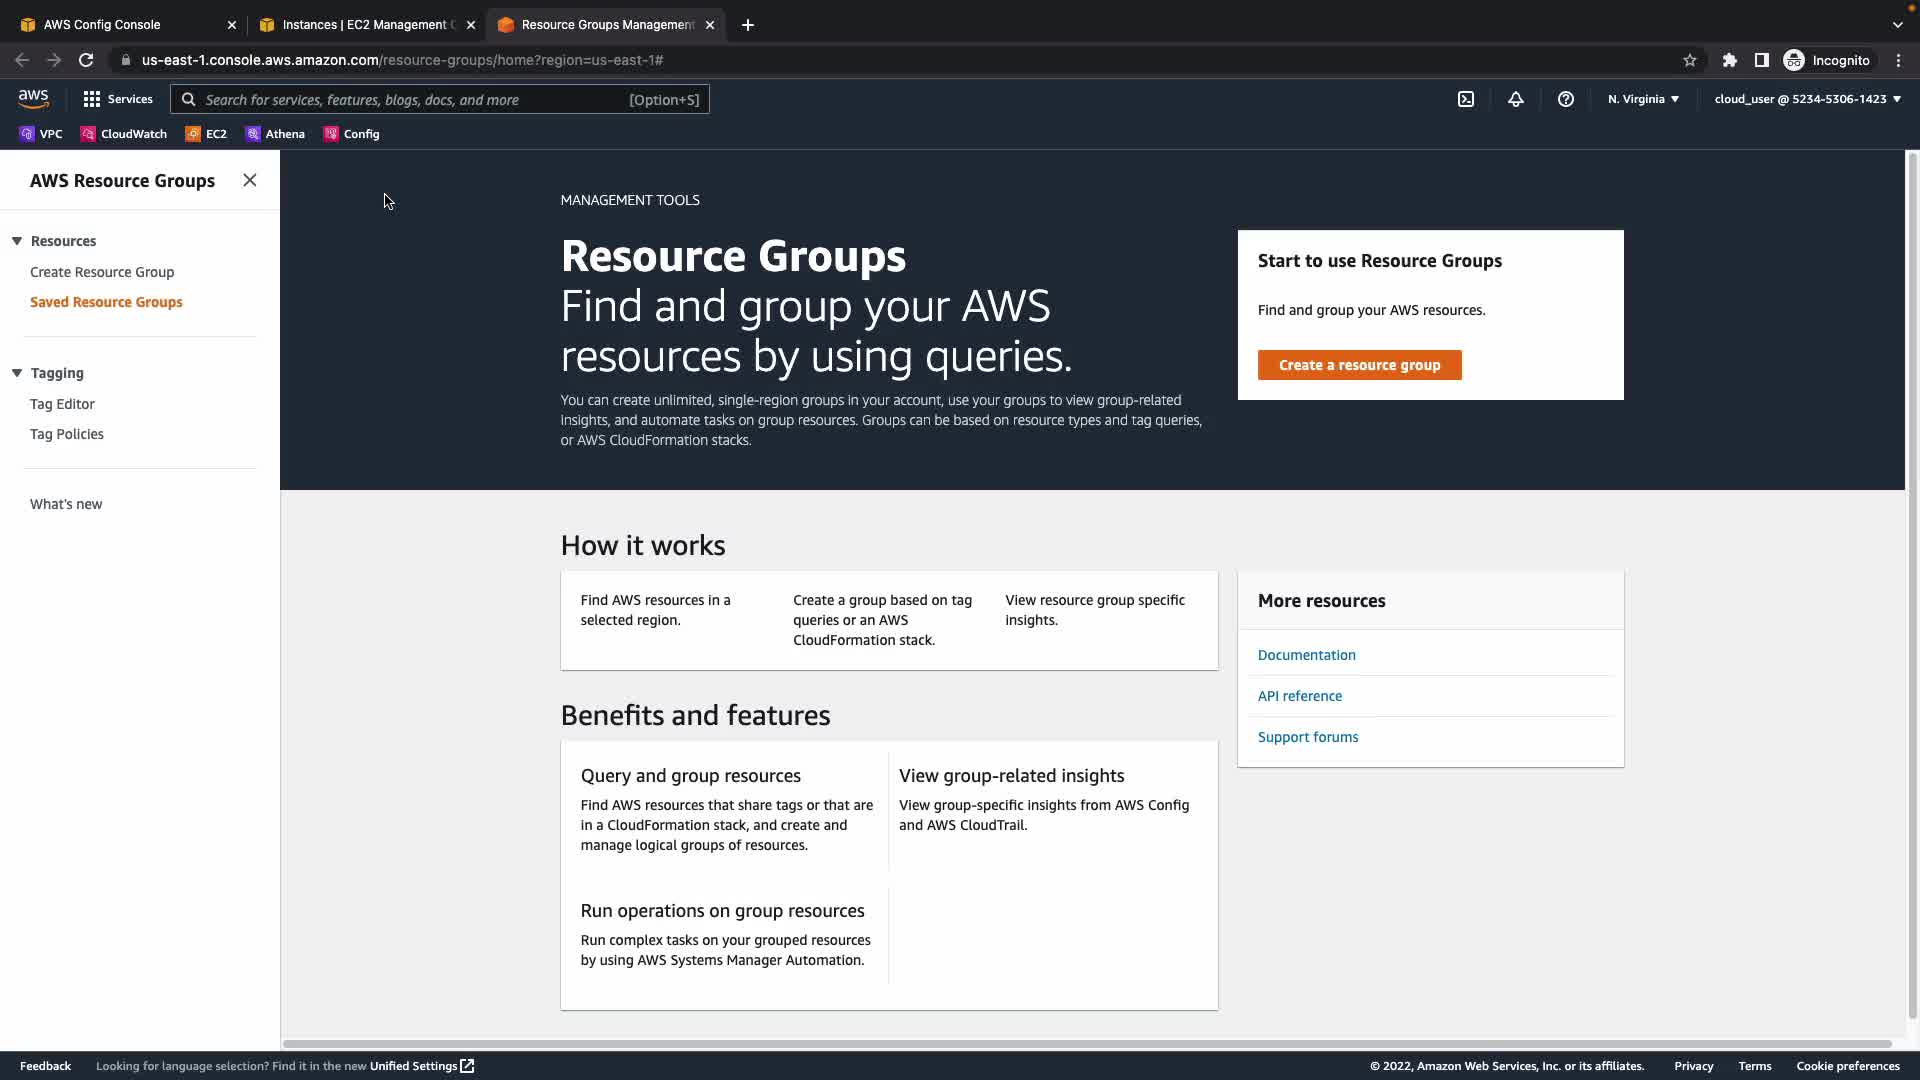 AWS Config Console
Instances | EC2 Management C
Resource Groups Management
us-east-1.console.aws.amazon.com/resource-groups/home?region=us-east-1#
Incognito
aws
Services
Search for services, features, blogs, docs, and more
[Option+S]
N. Virginia
cloud_user @ 5234-5306-1423
VPC
CloudWatch
EC2
Athena
Config
AWS Resource Groups
Resources
Create Resource Group
Saved Resource Groups
Tagging
Tag Editor
Tag Policies
What's new
MANAGEMENT TOOLS
Resource Groups
Find and group your AWS
resources by using queries.
You can create unlimited, single-region groups in your account, use your groups to view group-related
insights, and automate tasks on group resources. Groups can be based on resource types and tag queries,
or AWS CloudFormation stacks.
Start to use Resource Groups
Find and group your AWS resources.
Create a resource group
How it works
Find AWS resources in a
selected region.
Create a group based on tag
queries or an AWS
CloudFormation stack.
View resource group specific
insights.
More resources
Documentation
API reference
Support forums
Benefits and features
Query and group resources
Find AWS resources that share tags or that are
in a CloudFormation stack, and create and
manage logical groups of resources.
View group-related insights
View group-specific insights from AWS Config
and AWS CloudTrail.
Run operations on group resources
Run complex tasks on your grouped resources
by using AWS Systems Manager Automation.
Feedback
Looking for language selection? Find it in the new Unified Settings
© 2022, Amazon Web Services, Inc. or its affiliates.
Privacy
Terms
Cookie preferences